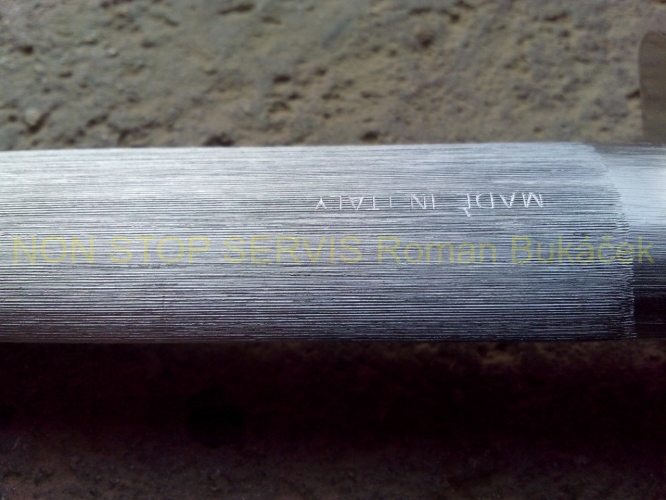 MADE IN ITALY
NON STOP SERVIS Roman Bukáček